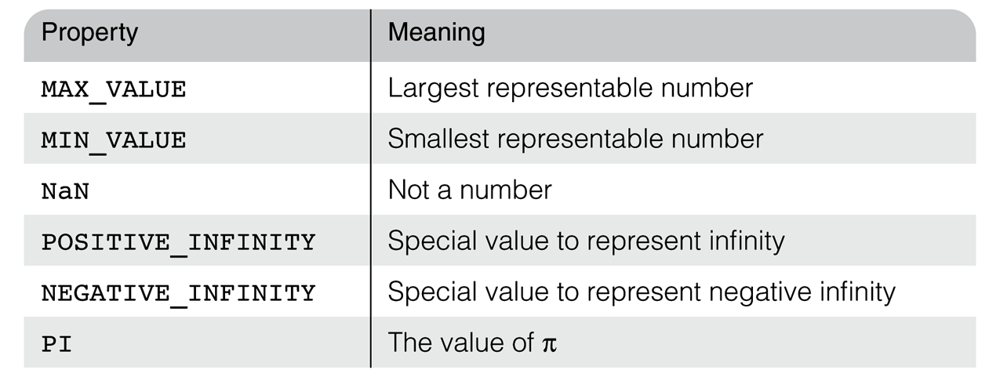 Property Meaning
MAX_VALUE Largest representable number
MIN_VALUE Smallest representable number
NaN Not a number
POSITIVE_INFINITY Special value to represent infinity
NEGATIVE_INFINITY Special value to represent negative infinity
PI The value of π